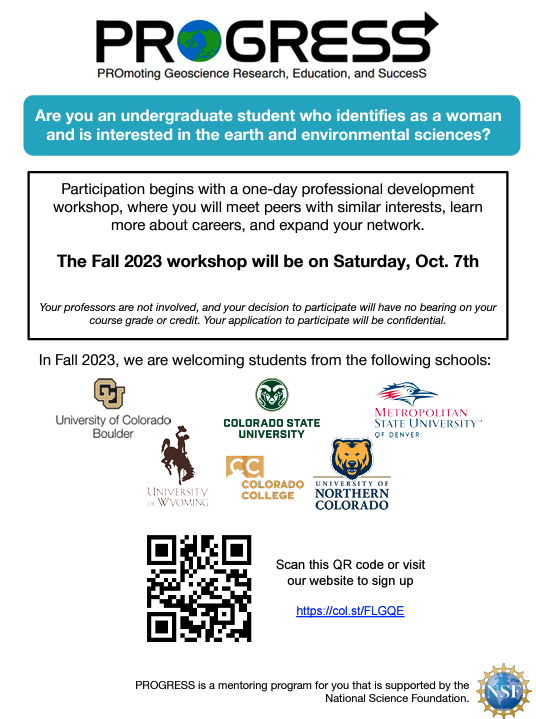 PROGRESS
PROmoting Geoscience Research, Education, and SuccesS
Are you an undergraduate student who identifies as a woman
and is interested in the earth and environmental sciences?
Participation begins with a one-day professional development
workshop, where you will meet peers with similar interests, learn
more about careers, and expand your network.
The Fall 2023 workshop will be on Saturday, Oct. 7th
Your professors are not involved, and your decision to participate will have no bearing on your
course grade or credit. Your application to participate will be confidential.
In Fall 2023, we are welcoming students from the following schools:
CU
University of Colorado
Boulder
COLORADO STATE
UNIVERSITY
METROPOLITAN
STATE UNIVERSITY™
OF DENVER
UNIVERSITY
OF WYOMING
CC
COLORADO
COLLEGE
UNIVERSITY OF
NORTHERN
COLORADO
Scan this QR code or visit
our website to sign up
https://col.st/FLGQE
PROGRESS is a mentoring program for you that is supported by the
National Science Foundation.
NSF